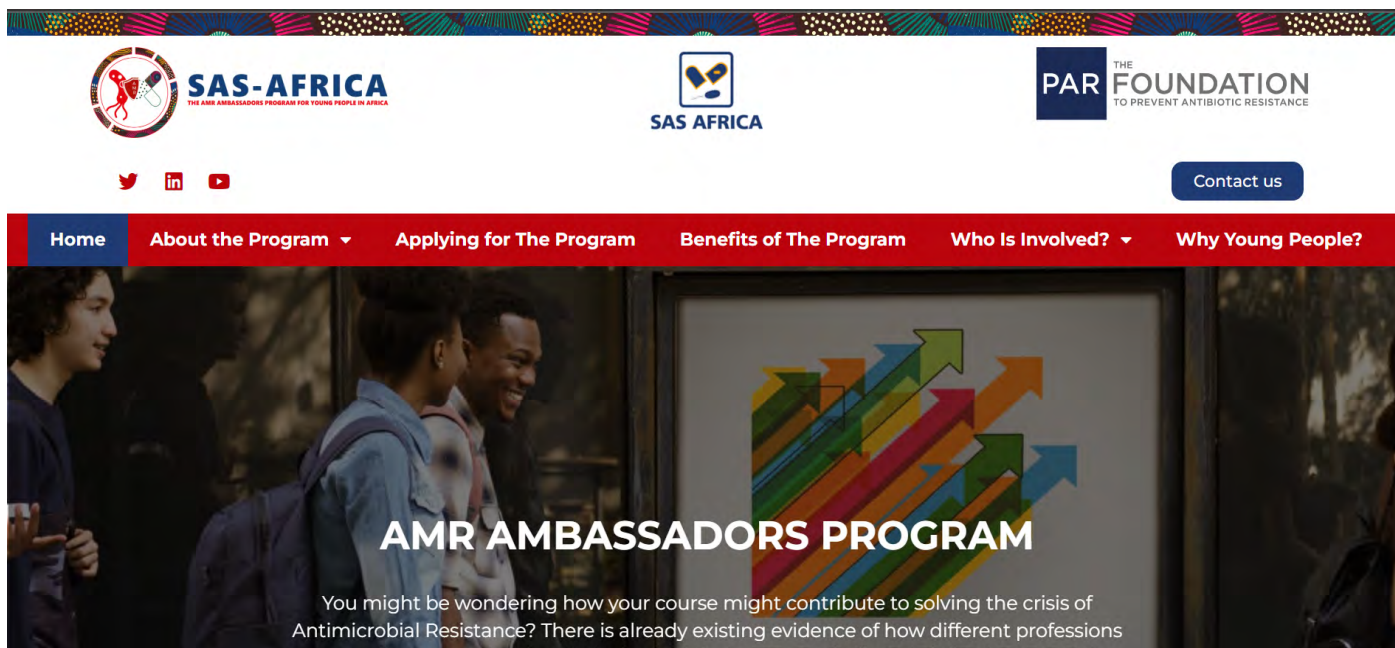 SAS-AFRICA
THE AMR AMBASSADORS PROGRAM FOR YOUNG PEOPLE IN AFRICA
SAS AFRICA
PAR
THE
FOUNDATION
TO PREVENT ANTIBIOTIC RESISTANCE
Contact us
Home
About the Program
Applying for The Program
Benefits of The Program
Who Is Involved?
Why Young People?
AMR AMBASSADORS PROGRAM
You might be wondering how your course might contribute to solving the crisis of
Antimicrobial Resistance? There is already existing evidence of how different professions